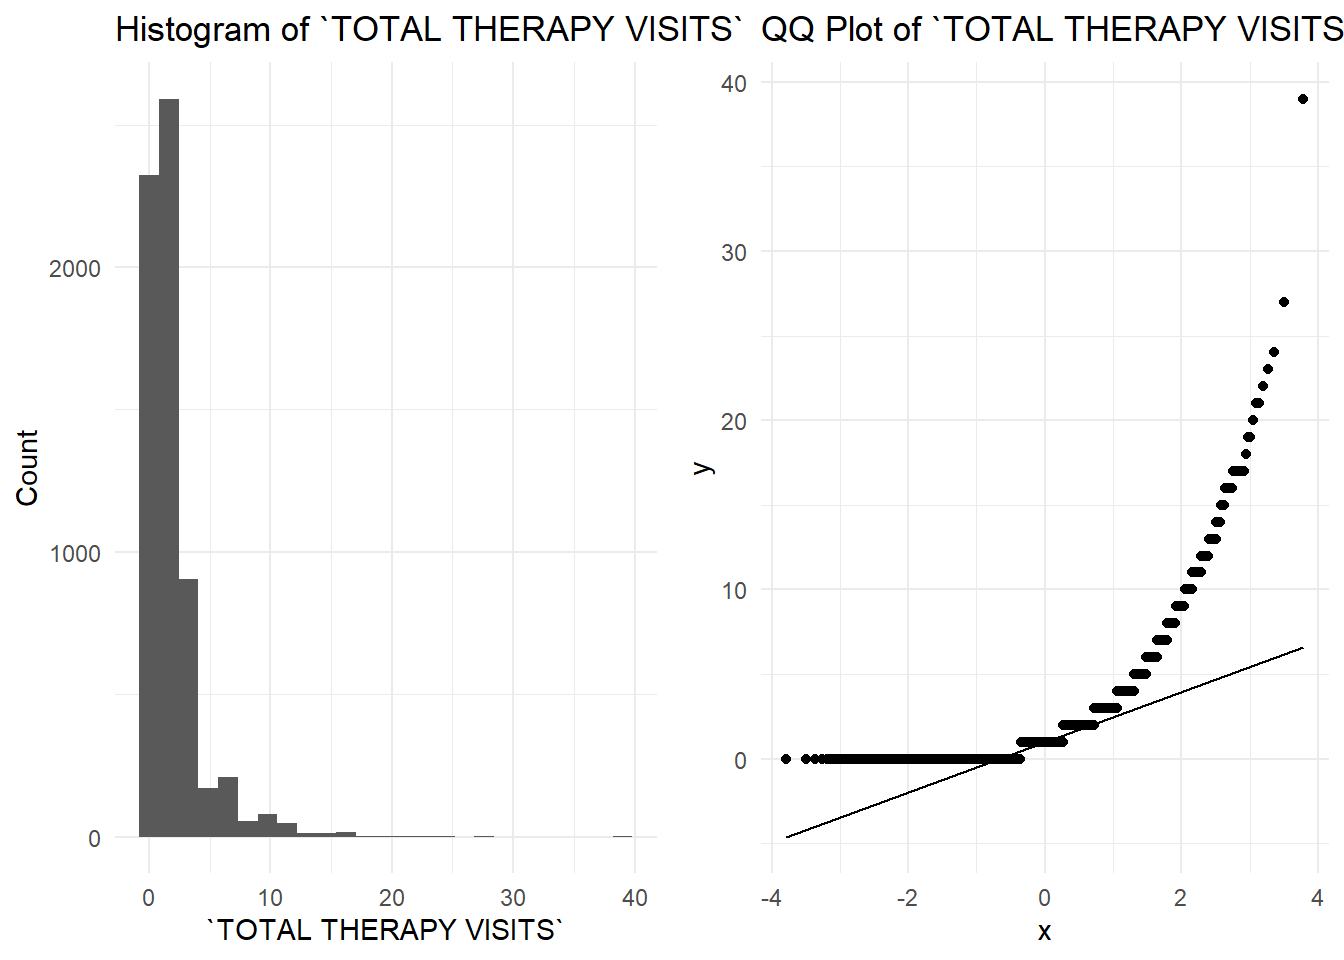 Histogram of `TOTAL THERAPY VISITS`
2000
1000
0
Count
0 10 20 30 40
`TOTAL THERAPY VISITS`
QQ Plot of `TOTAL THERAPY VISITS
40
30
20
10
0
y
-4 -2 0 2 4
x